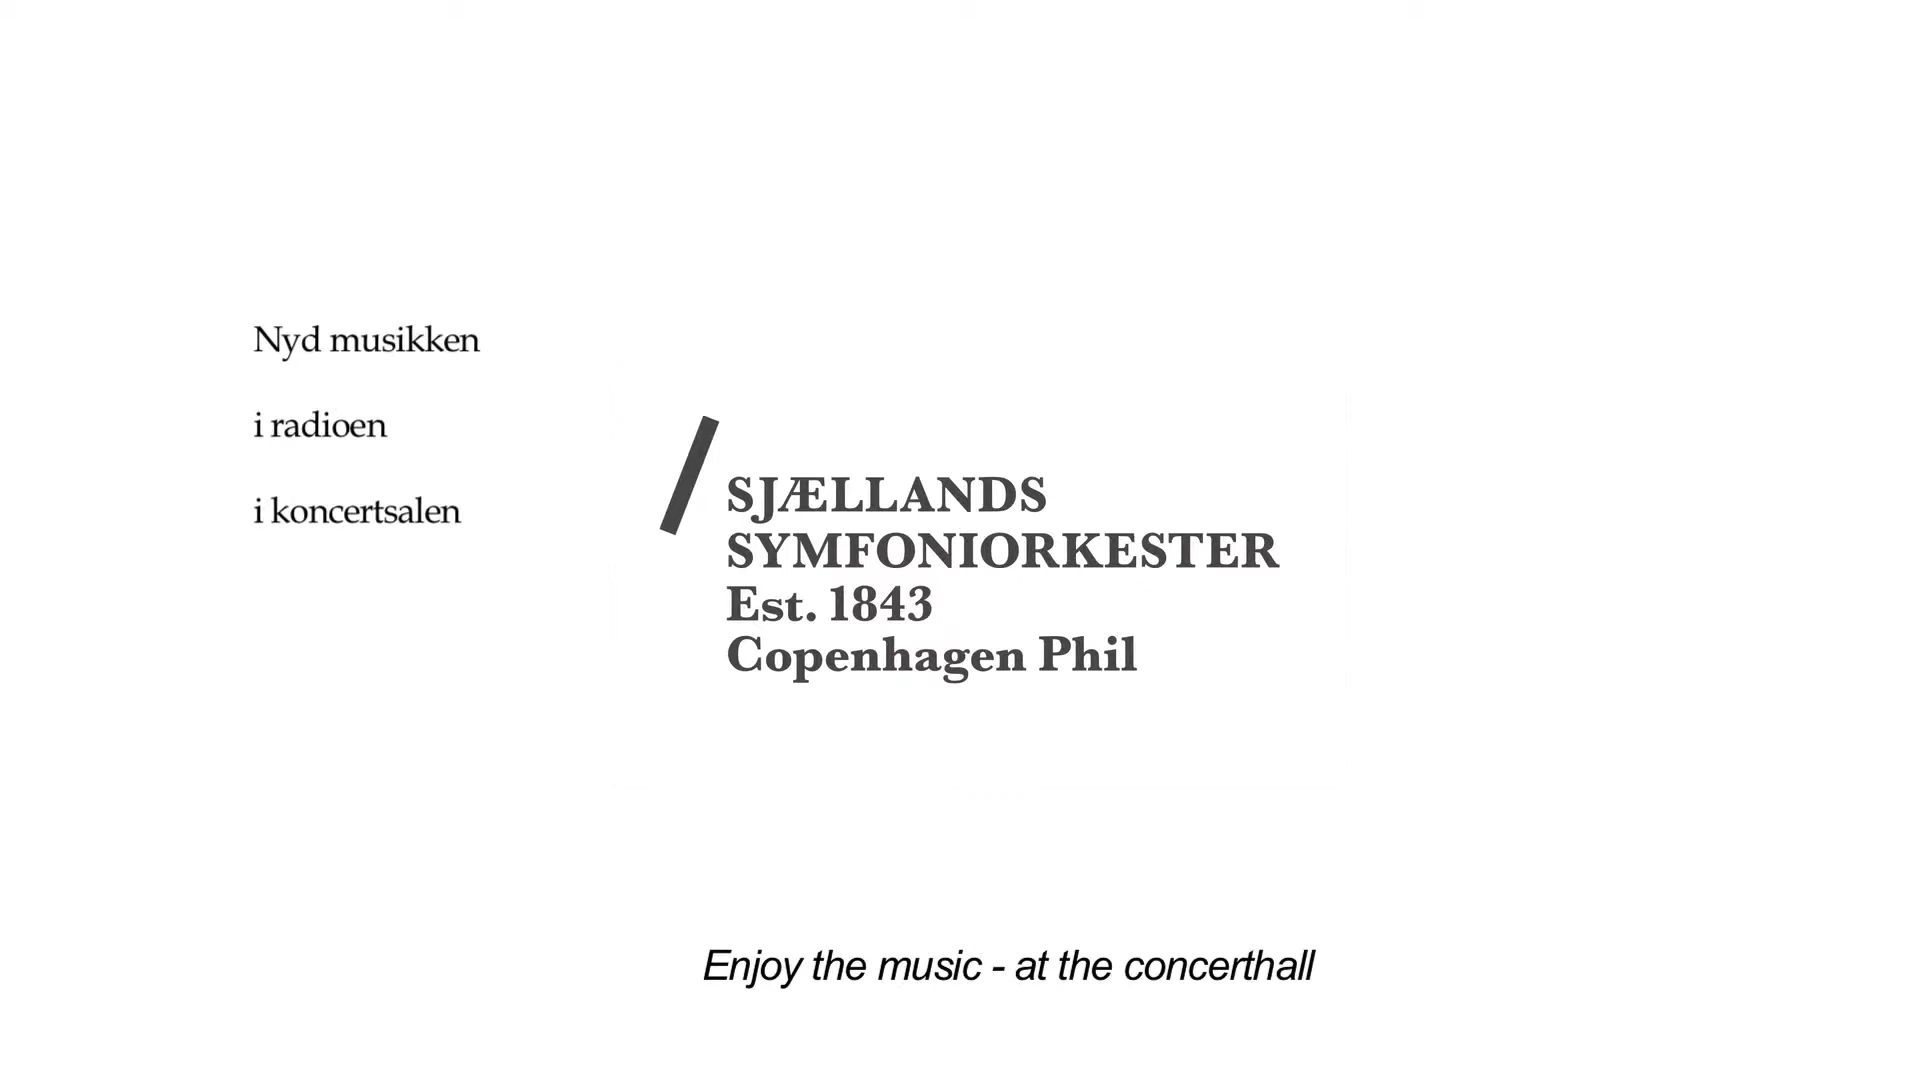 Nyd musikken
i radioen
i koncertsalen
SJÆLLANDS
SYMFONIORKESTER
Est. 1843
Copenhagen Phil
Enjoy the music - at the concerthall